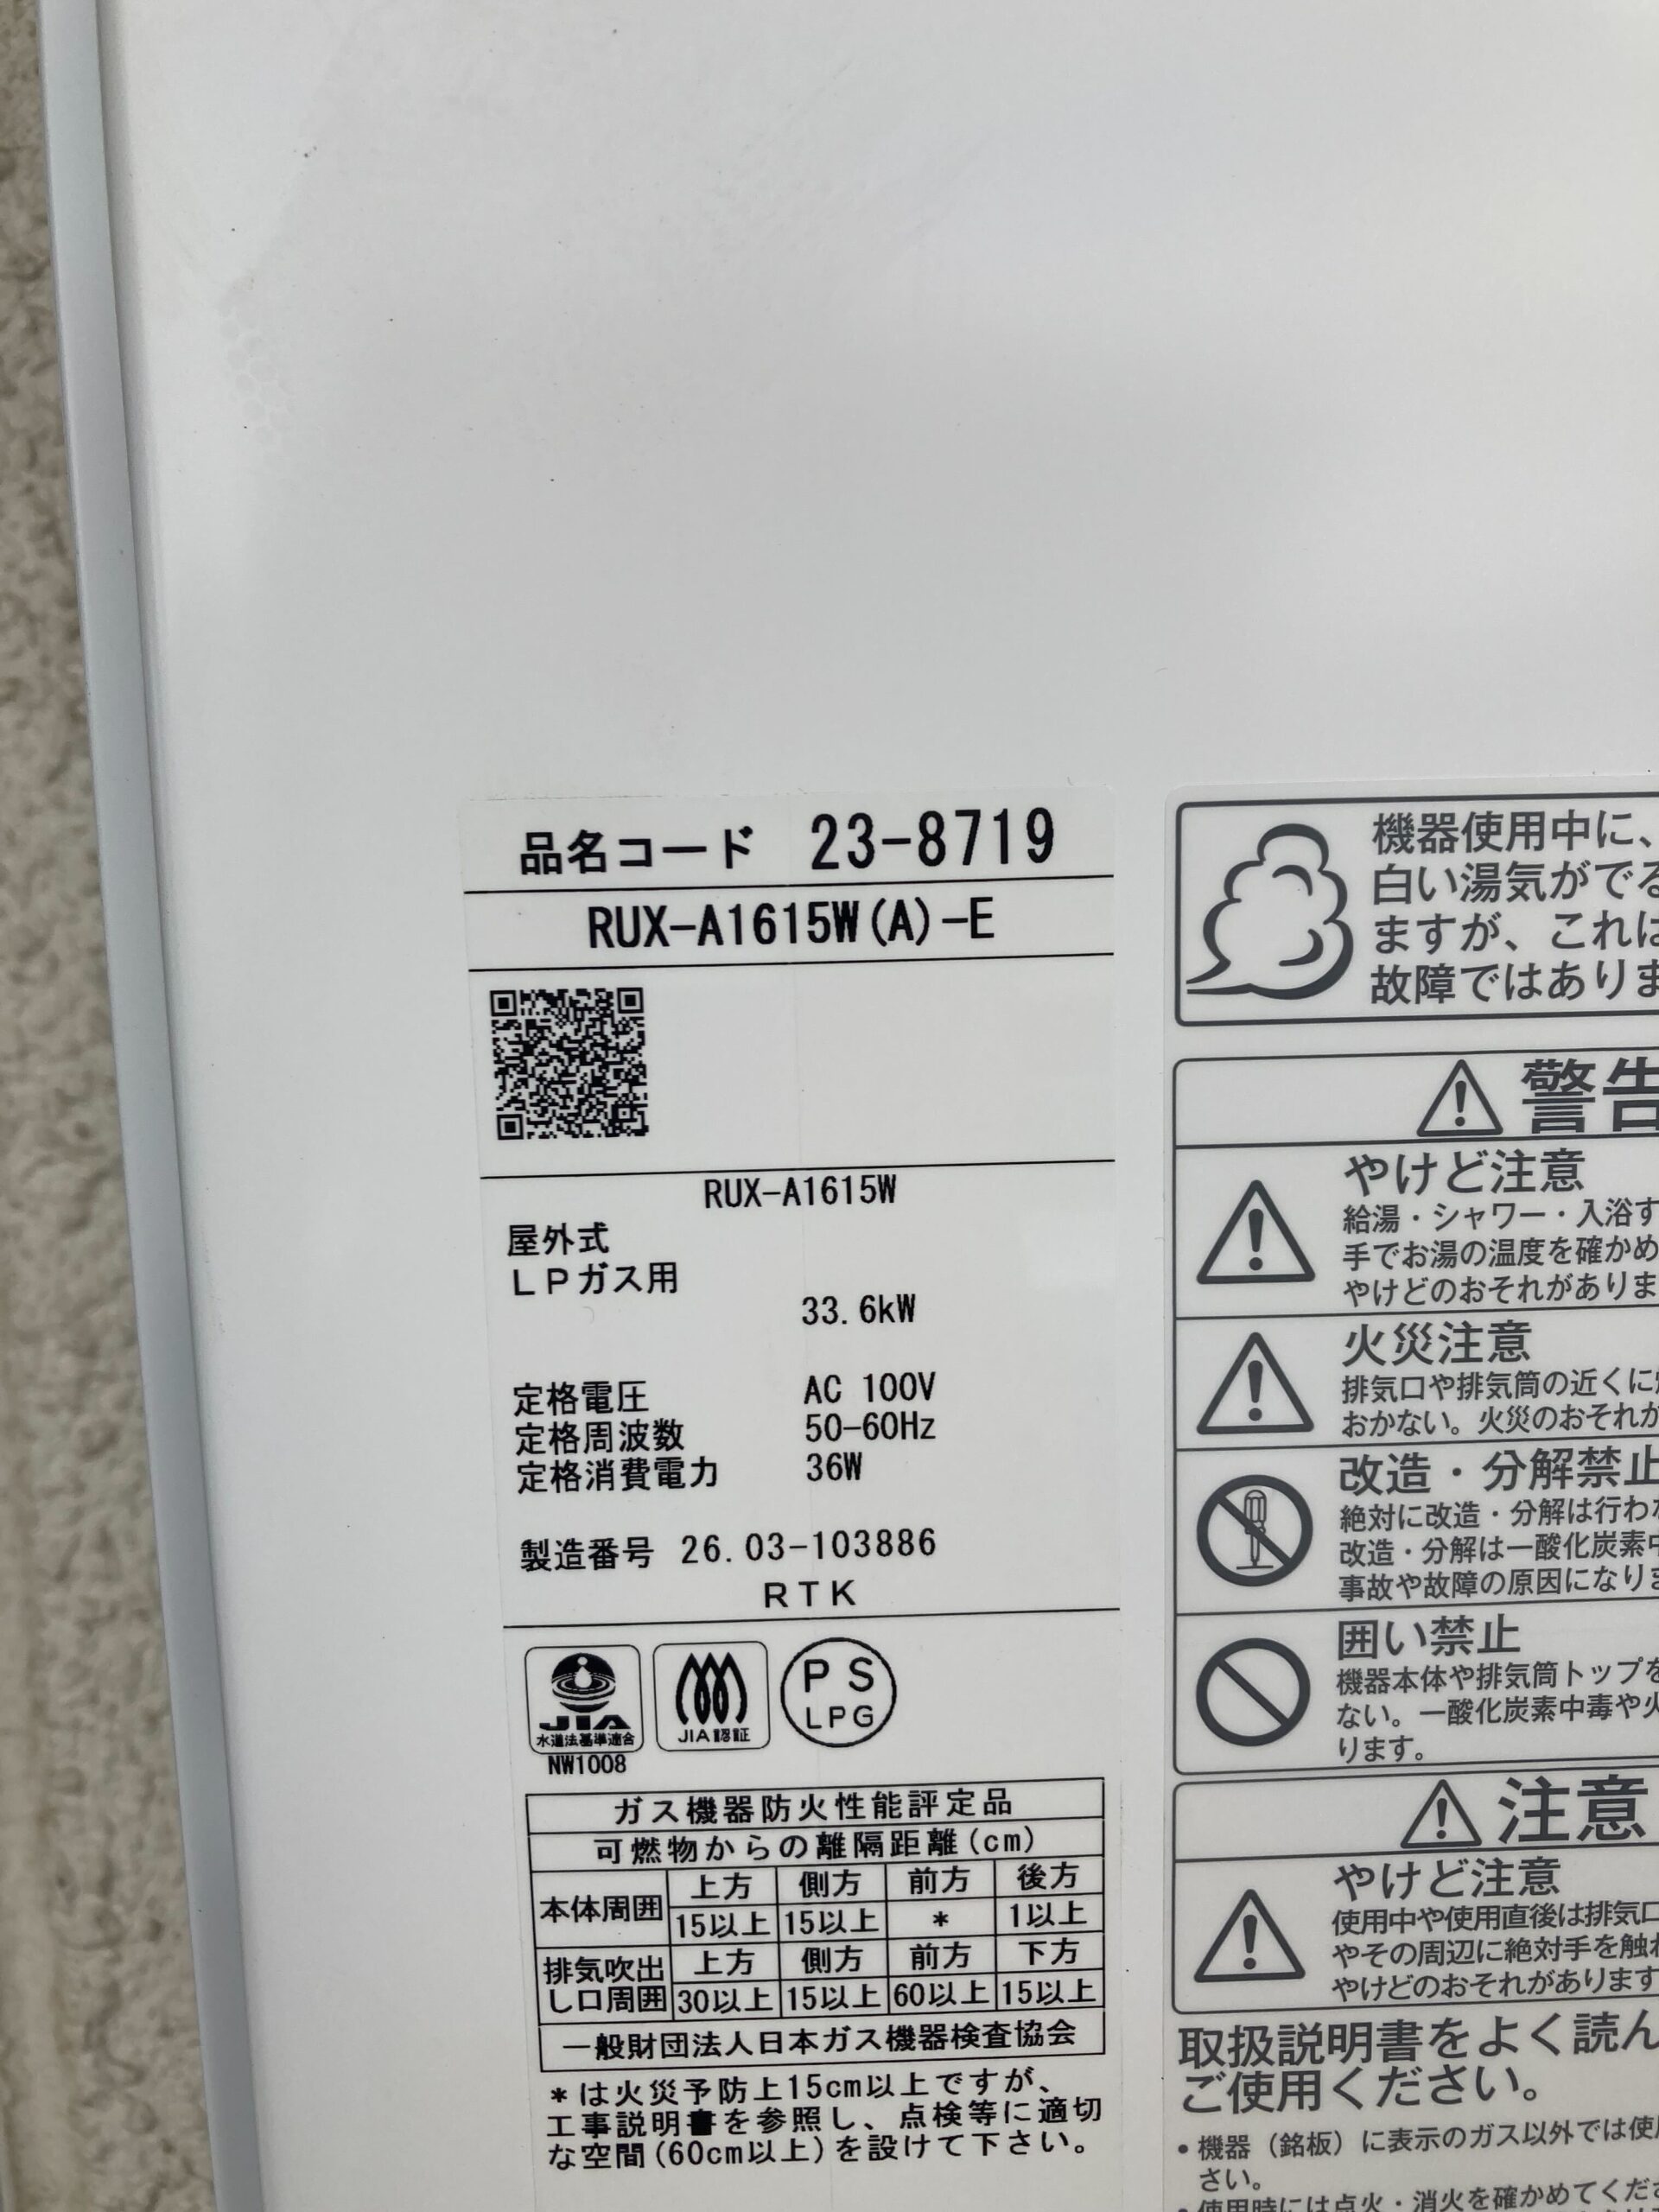 品名コード 23-8719
RUX-A1615W(A)-E
RUX-A1615W
屋外式
LPガス用
33.6kW
定格電圧 AC 100V
定格周波数 50-60Hz
定格消費電力 36W
製造番号 26.03-103886
RTK
JIA
水道法基準適合
NW1008
JIA認証
PS
LPG
ガス機器防火性能評定品
可燃物からの離隔距離(cm)
本体周囲 上方 側方 前方 後方
15以上 15以上 * 1以上
排気吹出し口周囲 上方 側方 前方 下方
30以上 15以上 60以上 15以上
一般財団法人日本ガス機器検査協会
*は火災予防上15cm以上ですが、
工事説明書を参照し、点検等に適切
な空間(60cm以上)を設けて下さい。
機器使用中に、
白い湯気がでる
ますが、これは
故障ではありま
警告
やけど注意
給湯・シャワー・入浴す
手でお湯の温度を確かめ
やけどのおそれがありま
火災注意
排気口や排気筒の近くに
おかない。火災のおそれが
改造・分解禁止
絶対に改造・分解は行わ
改造・分解は一酸化炭素中
事故や故障の原因になりま
囲い禁止
機器本体や排気筒トップを
ない。一酸化炭素中毒や火
ります。
注意
やけど注意
使用中や使用直後は排気口
やその周辺に絶対手を触れ
やけどのおそれがあります
取扱説明書をよく読ん
ご使用ください。
• 機器（銘板）に表示のガス以外では使用
さい。
• 使用時には点火・消火を確かめてくださ